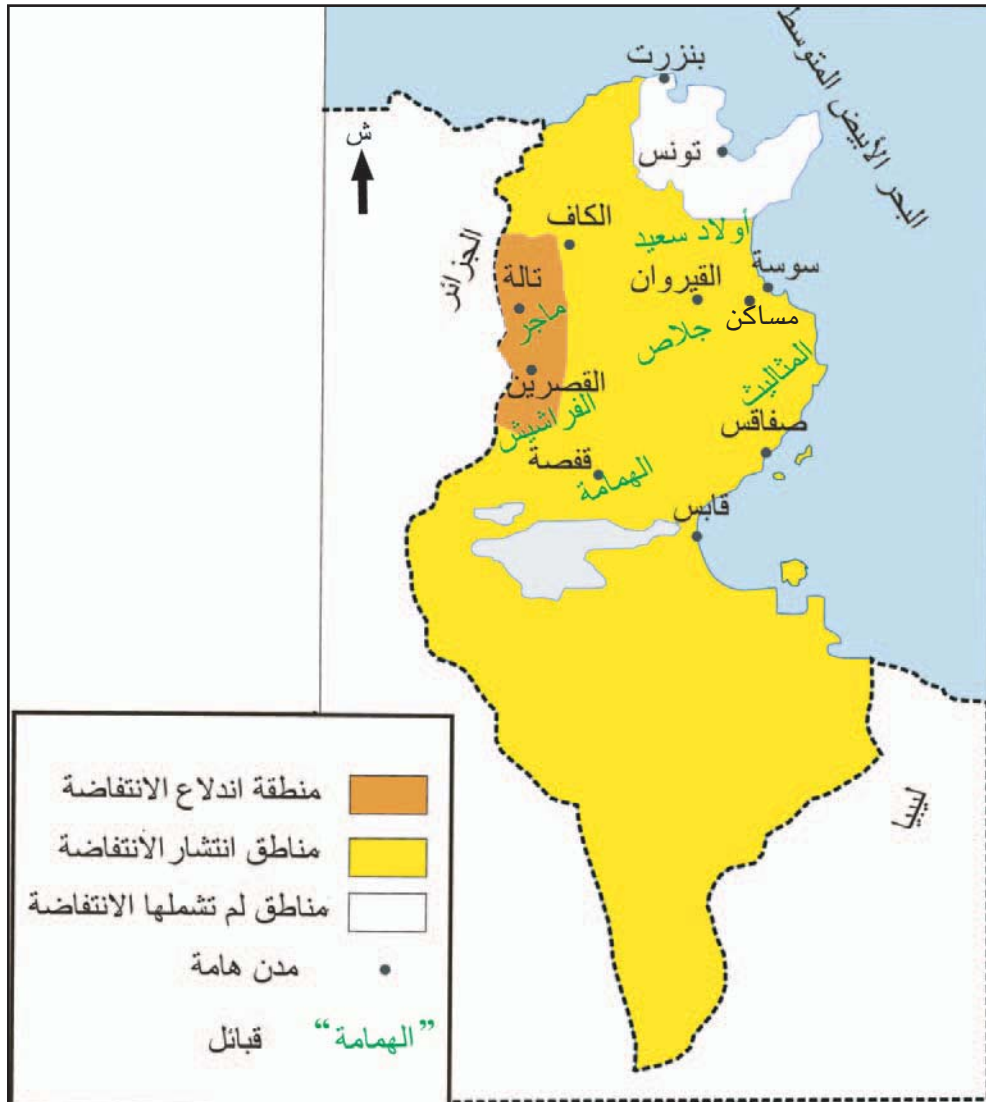 البحر الأبيض المتوسط
بنزرت
ش
تونس
الجزائر
الكاف
أولاد سعيد
سوسة
تالة
القيروان
مساكن
ماجر
جلاص
المثاليث
القصرين
الفراشيش
صفاقس
قفصة
الهمامة
قابس
ليبيا
منطقة اندلاع الانتفاضة
مناطق انتشار الانتفاضة
مناطق لم تشملها الانتفاضة
مدن هامة
قبائل “الهمامة”